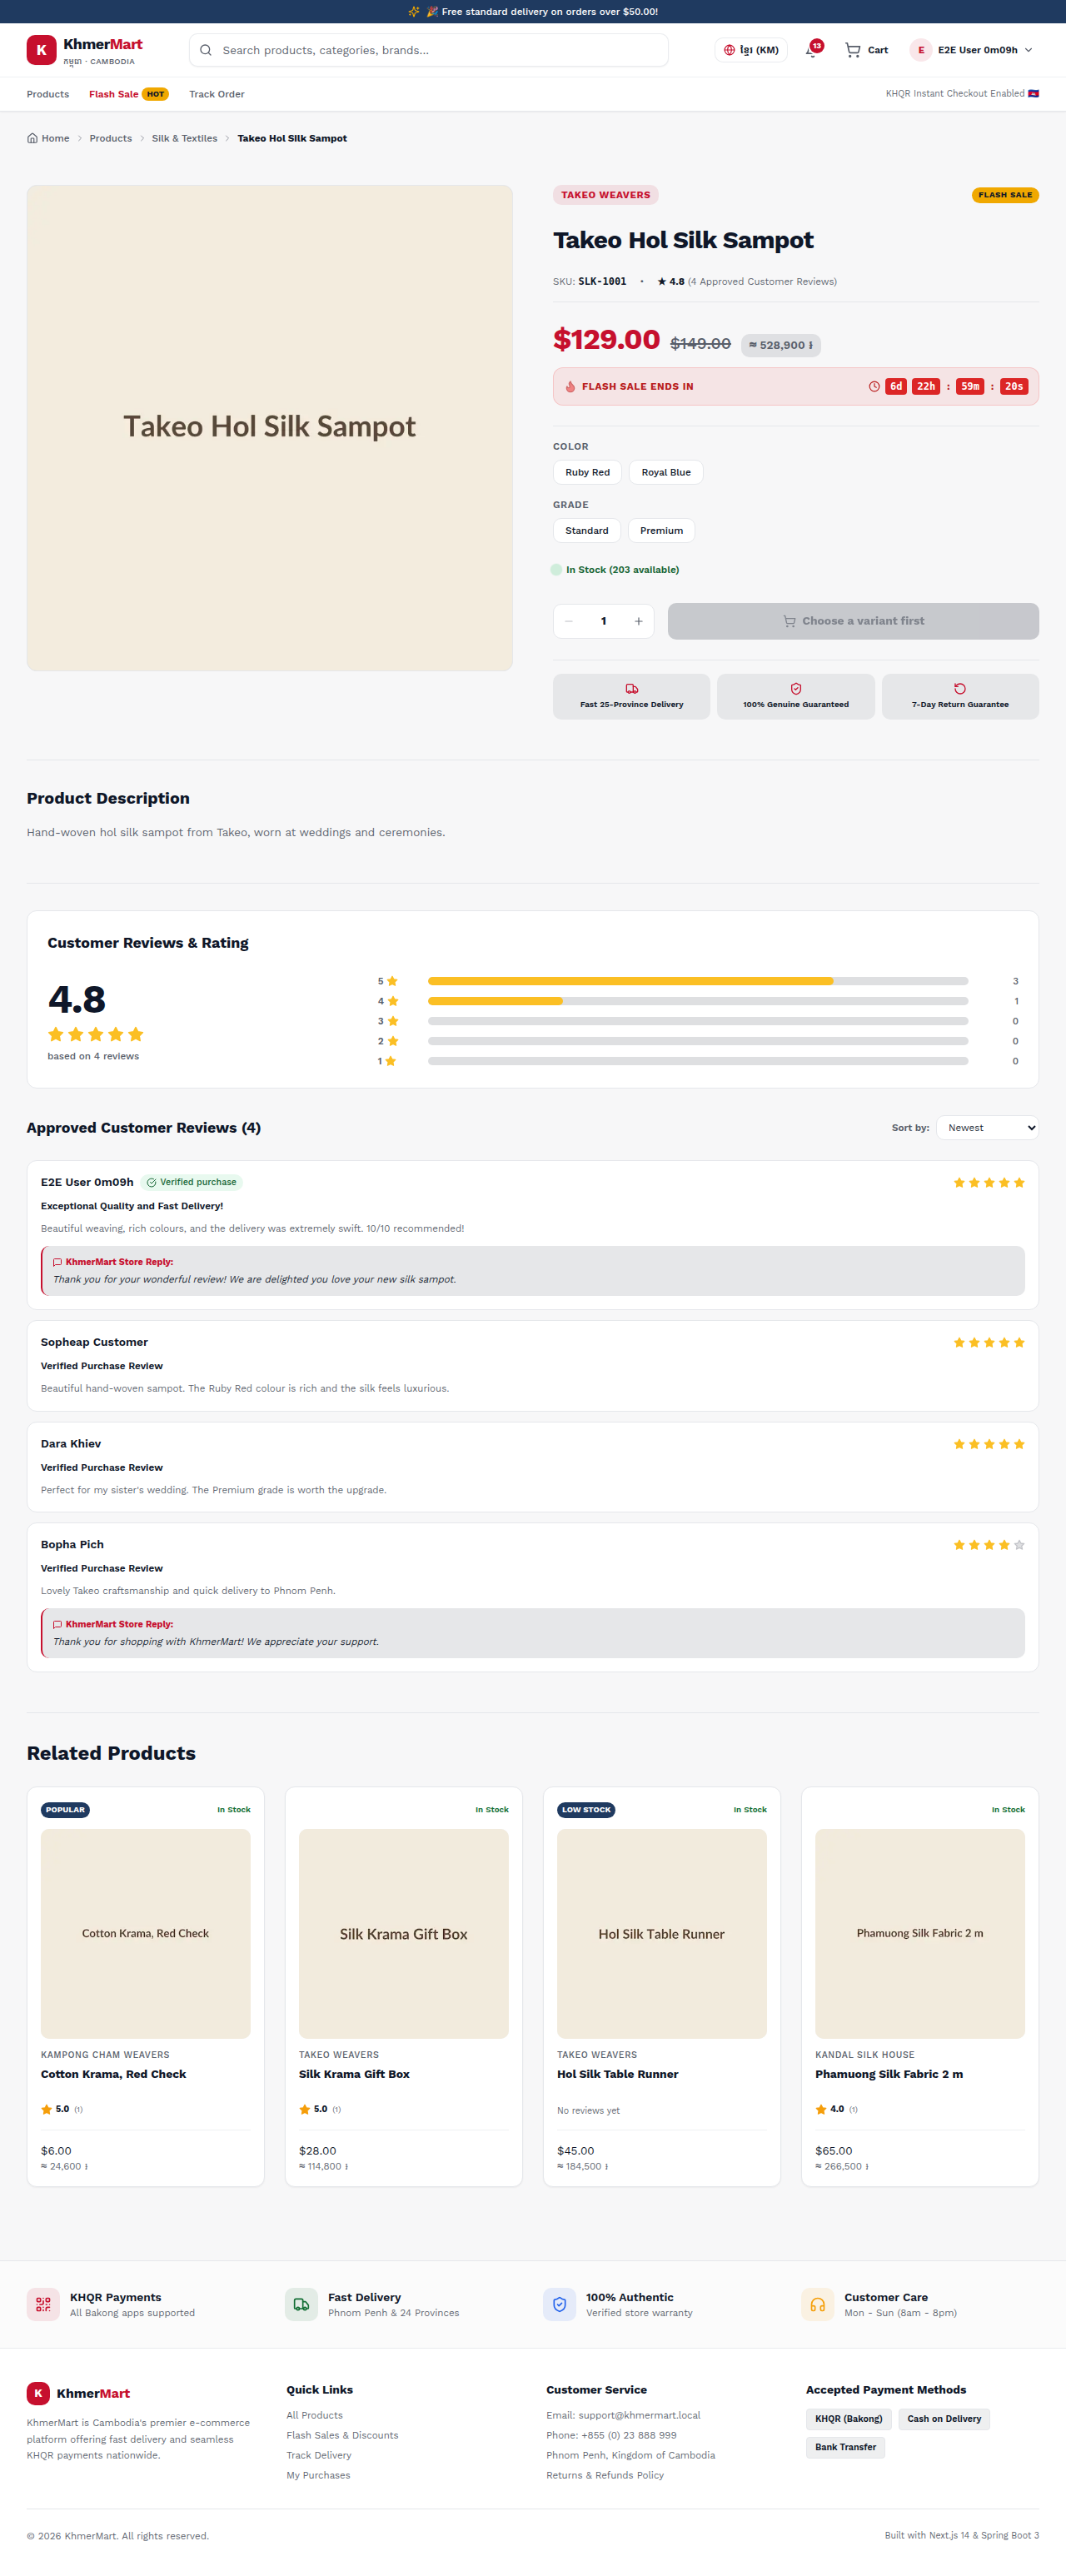 🎉 Free standard delivery on orders over $50.00!
K
KhmerMart
កម្ពុជា · CAMBODIA
Search products, categories, brands...
ខ្មែរ (KM)
13
Cart
E
E2E User 0m09h
Products
Flash Sale HOT
Track Order
KHQR Instant Checkout Enabled 🇰🇭
Home
Products
Silk & Textiles
Takeo Hol Silk Sampot
Takeo Hol Silk Sampot
TAKEO WEAVERS
FLASH SALE
Takeo Hol Silk Sampot
SKU: SLK-1001 • ★ 4.8 (4 Approved Customer Reviews)
$129.00 $149.00 ≈ 528,900 ៛
FLASH SALE ENDS IN
6d 22h : 59m : 20s
COLOR
Ruby Red
Royal Blue
GRADE
Standard
Premium
In Stock (203 available)
− 1 +
Choose a variant first
Fast 25-Province Delivery
100% Genuine Guaranteed
7-Day Return Guarantee
Product Description
Hand-woven hol silk sampot from Takeo, worn at weddings and ceremonies.
Customer Reviews & Rating
4.8
based on 4 reviews
5 3
4 1
3 0
2 0
1 0
Approved Customer Reviews (4)
Sort by: Newest
E2E User 0m09h Verified purchase
Exceptional Quality and Fast Delivery!
Beautiful weaving, rich colours, and the delivery was extremely swift. 10/10 recommended!
KhmerMart Store Reply:
Thank you for your wonderful review! We are delighted you love your new silk sampot.
Sopheap Customer
Verified Purchase Review
Beautiful hand-woven sampot. The Ruby Red colour is rich and the silk feels luxurious.
Dara Khiev
Verified Purchase Review
Perfect for my sister's wedding. The Premium grade is worth the upgrade.
Bopha Pich
Verified Purchase Review
Lovely Takeo craftsmanship and quick delivery to Phnom Penh.
KhmerMart Store Reply:
Thank you for shopping with KhmerMart! We appreciate your support.
Related Products
POPULAR
In Stock
Cotton Krama, Red Check
KAMPONG CHAM WEAVERS
Cotton Krama, Red Check
5.0 (1)
$6.00
≈ 24,600 ៛
In Stock
Silk Krama Gift Box
TAKEO WEAVERS
Silk Krama Gift Box
5.0 (1)
$28.00
≈ 114,800 ៛
LOW STOCK
In Stock
Hol Silk Table Runner
TAKEO WEAVERS
Hol Silk Table Runner
No reviews yet
$45.00
≈ 184,500 ៛
In Stock
Phamuong Silk Fabric 2 m
KANDAL SILK HOUSE
Phamuong Silk Fabric 2 m
4.0 (1)
$65.00
≈ 266,500 ៛
KHQR Payments
All Bakong apps supported
Fast Delivery
Phnom Penh & 24 Provinces
100% Authentic
Verified store warranty
Customer Care
Mon - Sun (8am - 8pm)
K
KhmerMart
KhmerMart is Cambodia's premier e-commerce
platform offering fast delivery and seamless
KHQR payments nationwide.
Quick Links
All Products
Flash Sales & Discounts
Track Delivery
My Purchases
Customer Service
Email: support@khmermart.local
Phone: +855 (0) 23 888 999
Phnom Penh, Kingdom of Cambodia
Returns & Refunds Policy
Accepted Payment Methods
KHQR (Bakong)
Cash on Delivery
Bank Transfer
© 2026 KhmerMart. All rights reserved.
Built with Next.js 14 & Spring Boot 3